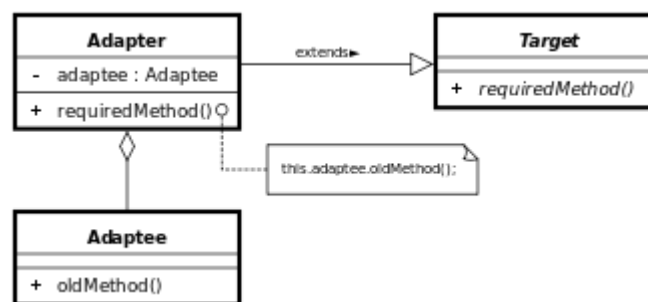 Adapter
- adaptee : Adaptee
+ requiredMethod()
extends►
Target
+ requiredMethod()
this.adaptee.oldMethod();
Adaptee
+ oldMethod()